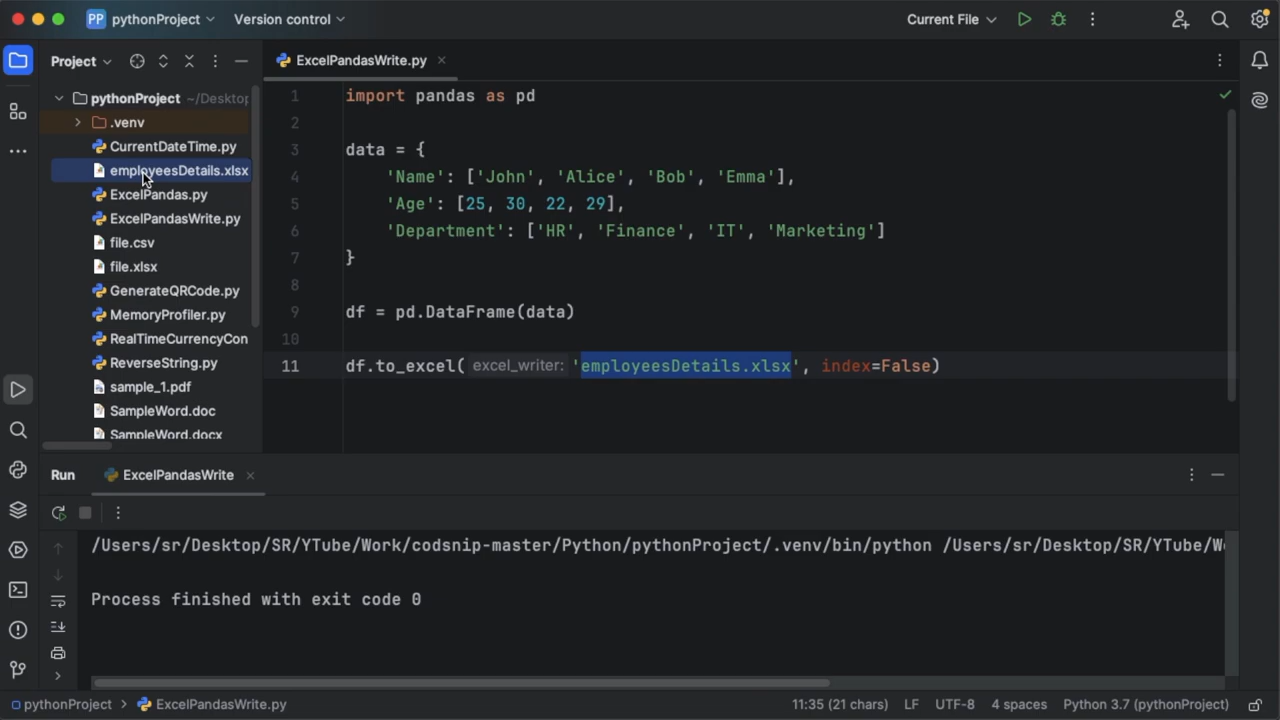 PP pythonProject Version control Current File
Project
ExcelPandasWrite.py
pythonProject ~/Desktop
.venv
CurrentDateTime.py
employeesDetails.xlsx
ExcelPandas.py
ExcelPandasWrite.py
file.csv
file.xlsx
GenerateQRCode.py
MemoryProfiler.py
RealTimeCurrencyCon
ReverseString.py
sample_1.pdf
SampleWord.doc
SampleWord.docx
1 import pandas as pd
2
3 data = {
4 'Name': ['John', 'Alice', 'Bob', 'Emma'],
5 'Age': [25, 30, 22, 29],
6 'Department': ['HR', 'Finance', 'IT', 'Marketing']
7 }
8
9 df = pd.DataFrame(data)
10
11 df.to_excel( excel_writer: 'employeesDetails.xlsx', index=False)
Run ExcelPandasWrite
/Users/sr/Desktop/SR/YTube/Work/codsnip-master/Python/pythonProject/.venv/bin/python /Users/sr/Desktop/SR/YTube/W
Process finished with exit code 0
pythonProject > ExcelPandasWrite.py 11:35 (21 chars) LF UTF-8 4 spaces Python 3.7 (pythonProject)